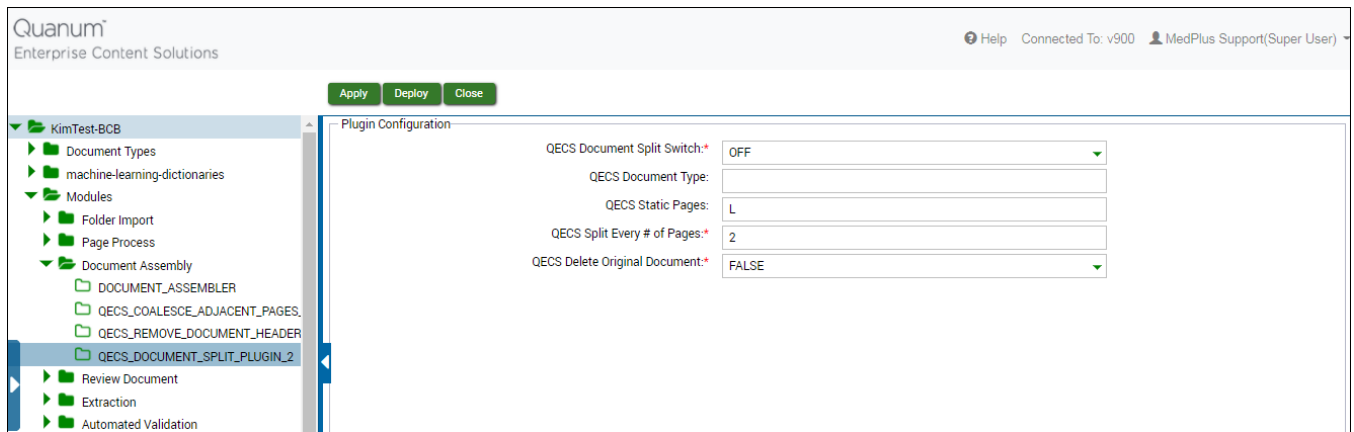 Quanum™
Enterprise Content Solutions
Help Connected To: v900 MedPlus Support(Super User)
Apply Deploy Close
KimTest-BCB
Document Types
machine-learning-dictionaries
Modules
Folder Import
Page Process
Document Assembly
DOCUMENT_ASSEMBLER
QECS_COALESCE_ADJACENT_PAGES_
QECS_REMOVE_DOCUMENT_HEADER
QECS_DOCUMENT_SPLIT_PLUGIN_2
Review Document
Extraction
Automated Validation
Plugin Configuration
QECS Document Split Switch:* OFF
QECS Document Type:
QECS Static Pages: L
QECS Split Every # of Pages:* 2
QECS Delete Original Document:* FALSE